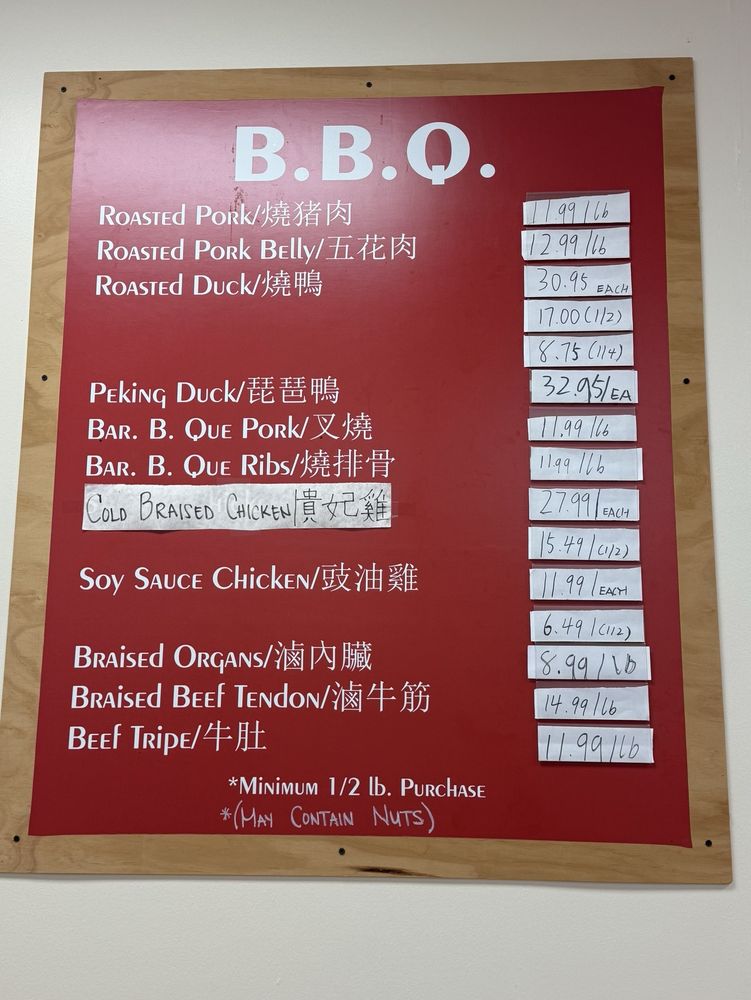 B.B.Q.
Roasted Pork/燒猪肉 11.99/lb
Roasted Pork Belly/五花肉 12.99/lb
Roasted Duck/燒鴨 30.95 EACH
17.00(1/2)
8.75(1/4)
Peking Duck/琵琶鴨 32.95/EA
Bar. B. Que Pork/叉燒 11.99/lb
Bar. B. Que Ribs/燒排骨 11.99/lb
COLD BRAISED CHICKEN/貴妃雞 27.99/EACH
15.49/(1/2)
Soy Sauce Chicken/豉油雞 11.99/EACH
6.49/(1/2)
Braised Organs/滷內臟 8.99/lb
Braised Beef Tendon/滷牛筋 14.99/lb
Beef Tripe/牛肚 11.99/lb
*Minimum 1/2 lb. Purchase
*(MAY CONTAIN NUTS)